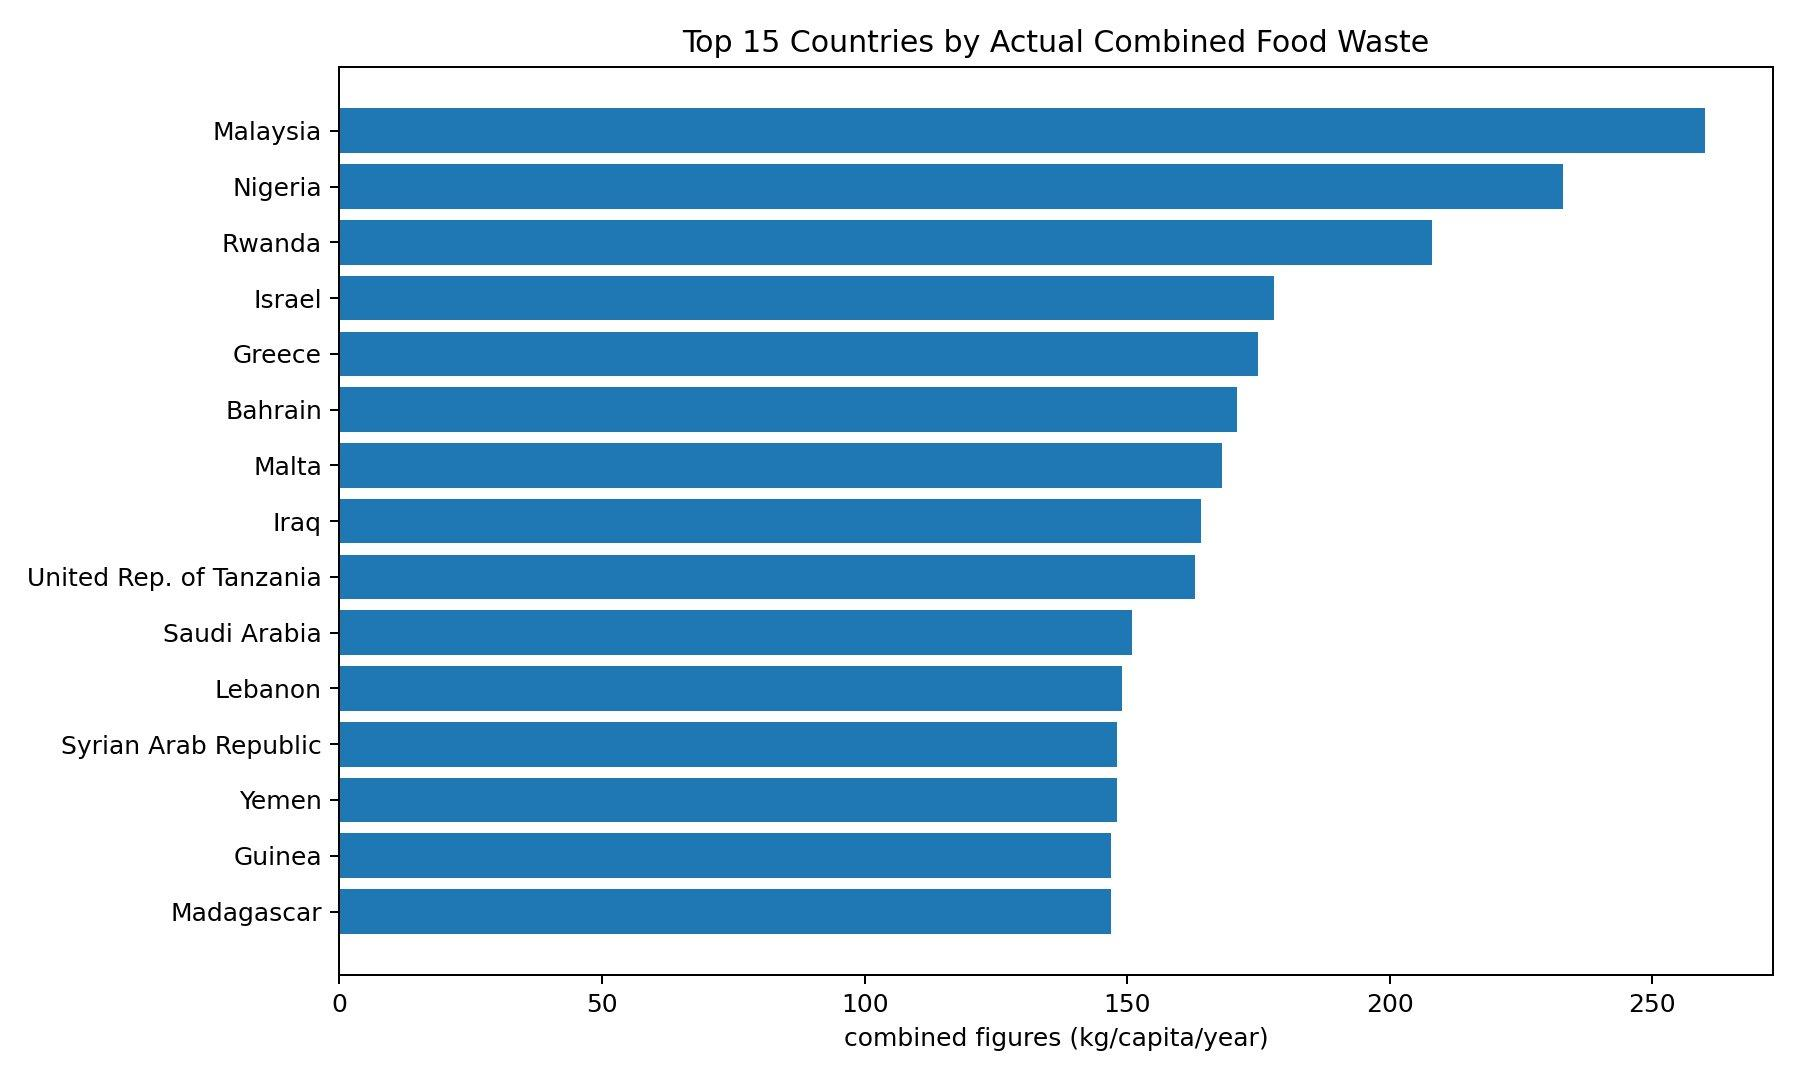 Top 15 Countries by Actual Combined Food Waste
Malaysia
Nigeria
Rwanda
Israel
Greece
Bahrain
Malta
Iraq
United Rep. of Tanzania
Saudi Arabia
Lebanon
Syrian Arab Republic
Yemen
Guinea
Madagascar
0 50 100 150 200 250
combined figures (kg/capita/year)